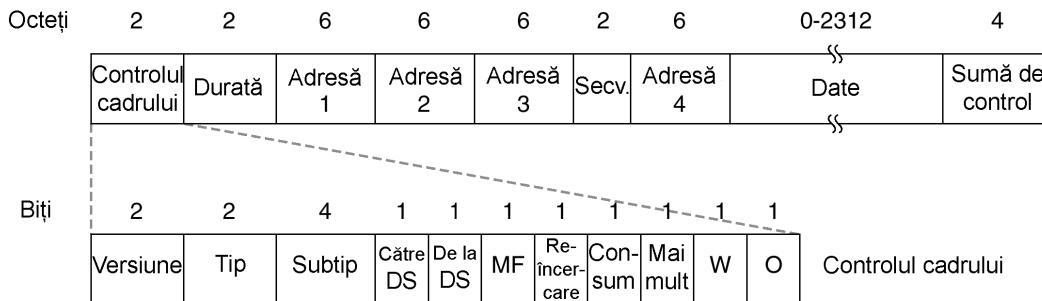 Octeți 2 2 6 6 6 2 6 0-2312 4
Controlul cadrului Durată Adresă 1 Adresă 2 Adresă 3 Secv. Adresă 4 Date Sumă de control
Biți 2 2 4 1 1 1 1 1 1 1 1
Versiune Tip Subtip Către DS De la DS MF Re-încer-care Con-sum Mai mult W O Controlul cadrului